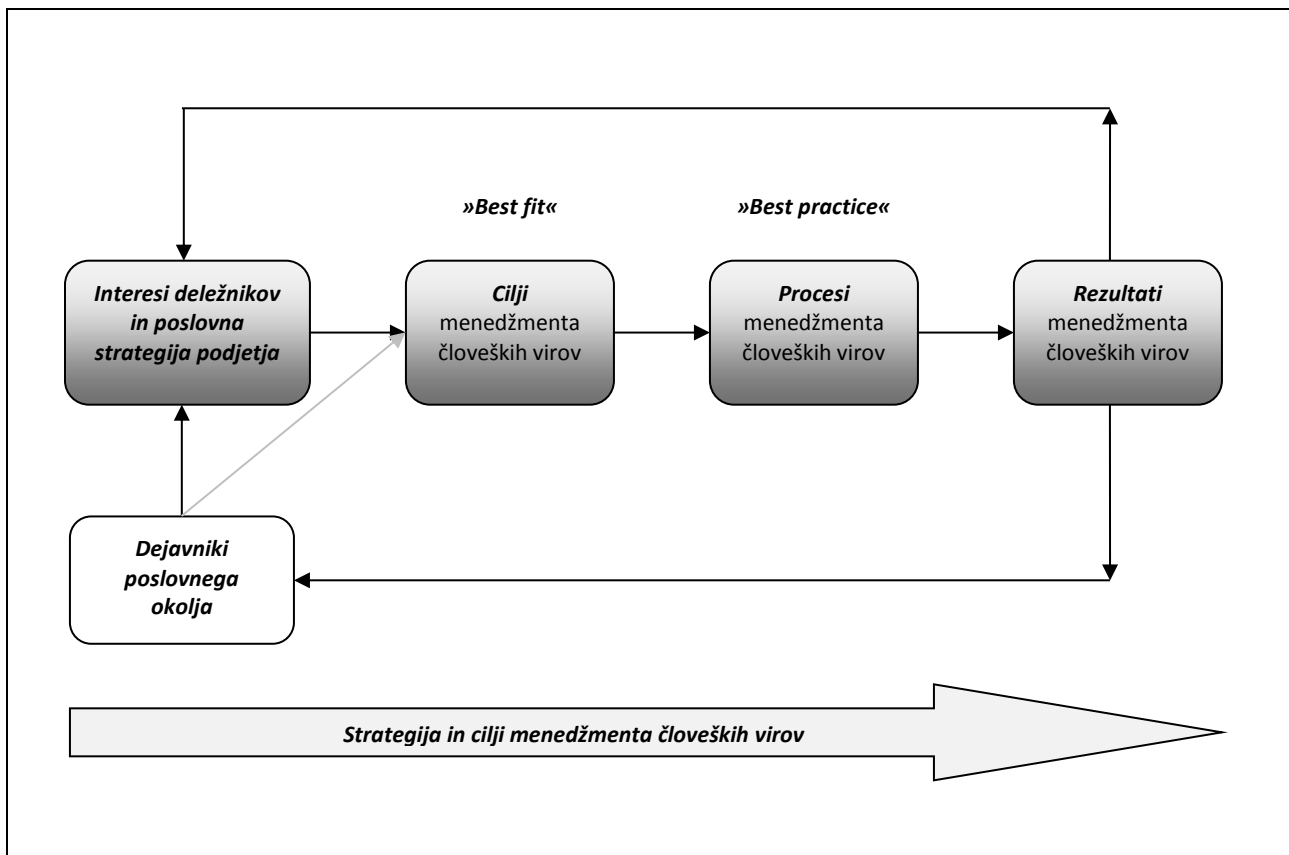 »Best fit«
»Best practice«
Interesi deležnikov
in poslovna
strategija podjetja
Cilji
menedžmenta
človeških virov
Procesi
menedžmenta
človeških virov
Rezultati
menedžmenta
človeških virov
Dejavniki
poslovnega
okolja
Strategija in cilji menedžmenta človeških virov